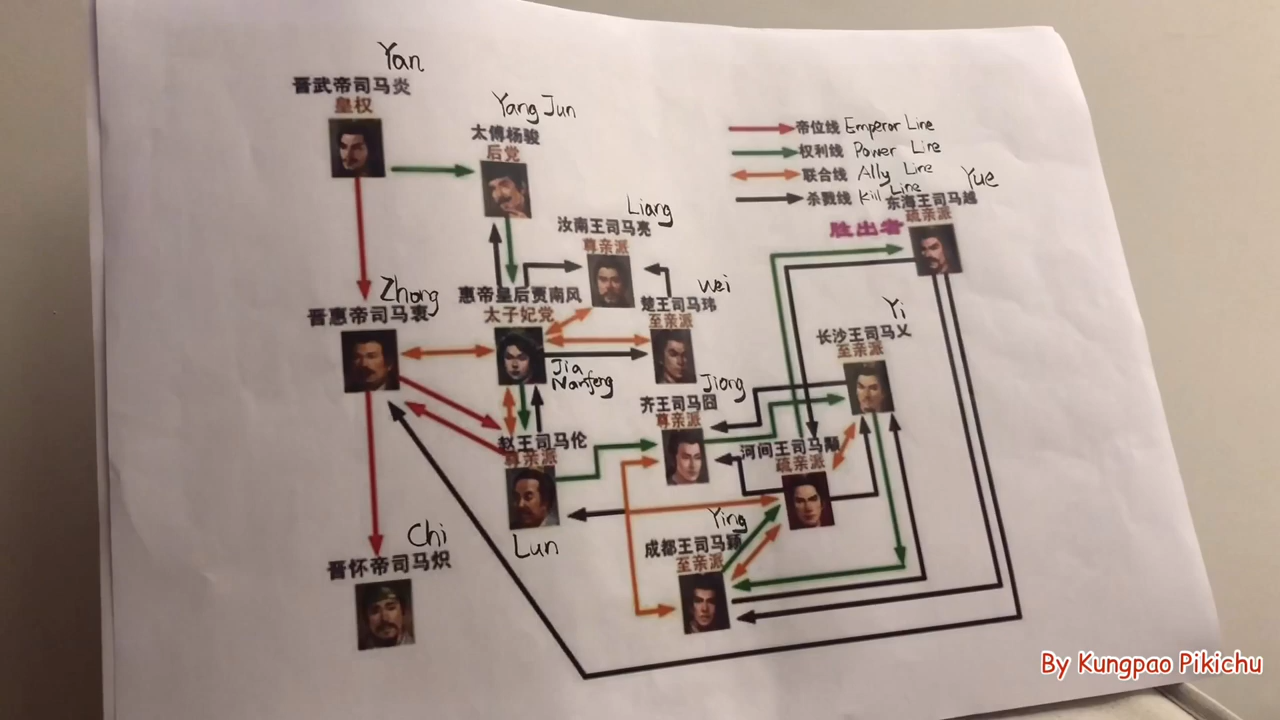 Yan
晋武帝司马炎
皇权
Yang Jun
太傅杨骏
后党
帝位线 Emperor Line
权利线 Power Line
联合线 Ally Line
杀戮线 Kill Line
Yue
东海王司马越
疏亲派
胜出者
Liang
汝南王司马亮
尊亲派
Zhong
晋惠帝司马衷
惠帝皇后贾南风
太子妃党
Jia Nanfeng
Wei
楚王司马玮
至亲派
Yi
长沙王司马乂
至亲派
Jiong
齐王司马囧
尊亲派
赵王司马伦
尊亲派
Lun
河间王司马颙
疏亲派
Ying
成都王司马颖
至亲派
Chi
晋怀帝司马炽
By Kungpao Pikichu